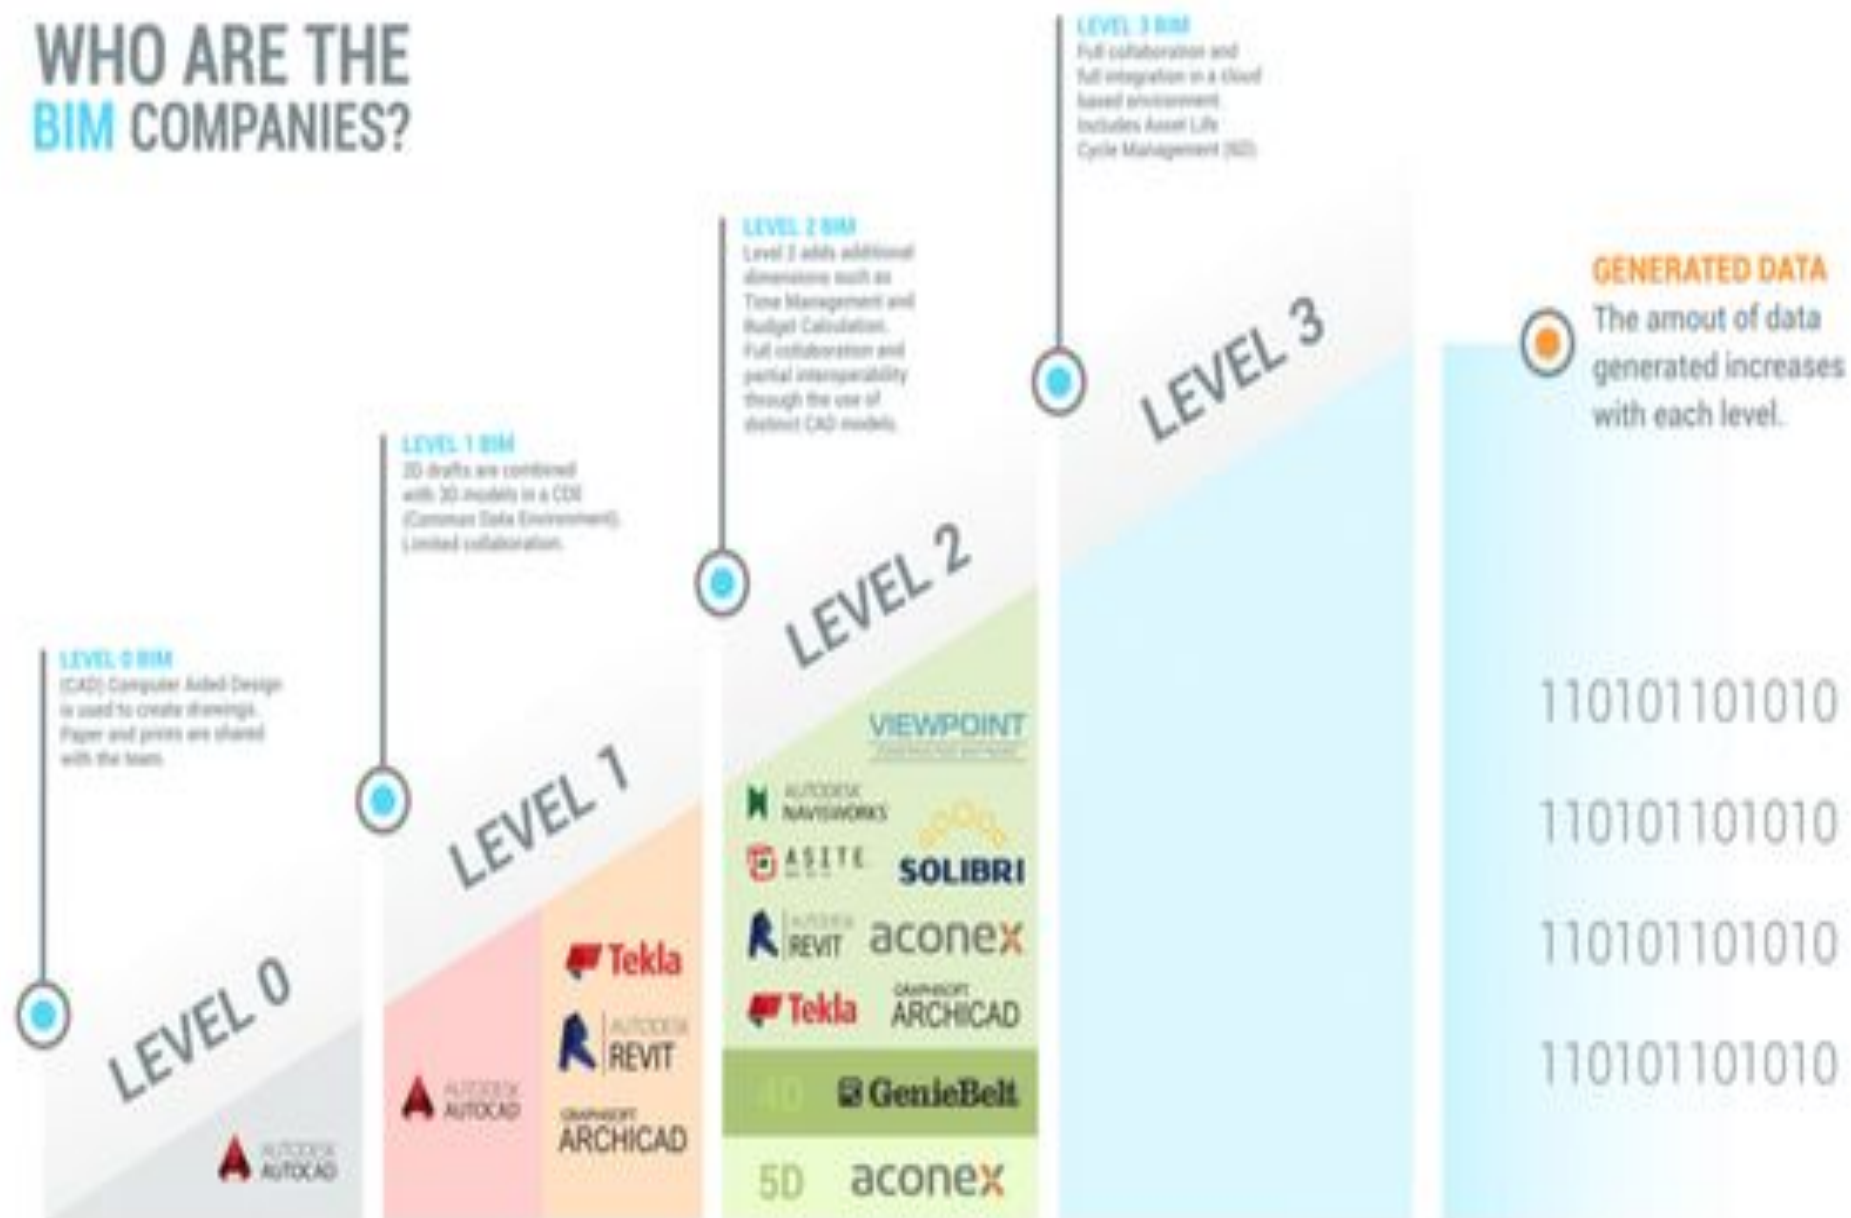 WHO ARE THE
BIM COMPANIES?
LEVEL 0 BIM
(CAD) Computer Aided Design
is used to create drawings.
Paper and prints are shared
with the team.
LEVEL 0
AUTODESK
AUTOCAD
LEVEL 1 BIM
2D drafts are combined
with 3D models in a CDE
(Common Data Environment).
Limited collaboration.
LEVEL 1
AUTODESK
AUTOCAD
Tekla
AUTODESK
REVIT
GRAPHISOFT
ARCHICAD
LEVEL 2 BIM
Level 2 adds additional
dimensions such as
Time Management and
Budget Calculation.
Full collaboration and
partial interoperability
through the use of
distinct CAD models.
LEVEL 2
VIEWPOINT
AUTODESK
NAVISWORKS
SOLIBRI
ASITE
AUTODESK
REVIT
aconex
Tekla
GRAPHISOFT
ARCHICAD
4D
GenieBelt
5D
aconex
LEVEL 3 BIM
Full collaboration and
full integration in a cloud
based environment.
Includes Asset Life
Cycle Management (6D)
LEVEL 3
GENERATED DATA
The amout of data
generated increases
with each level.
110101101010
110101101010
110101101010
110101101010